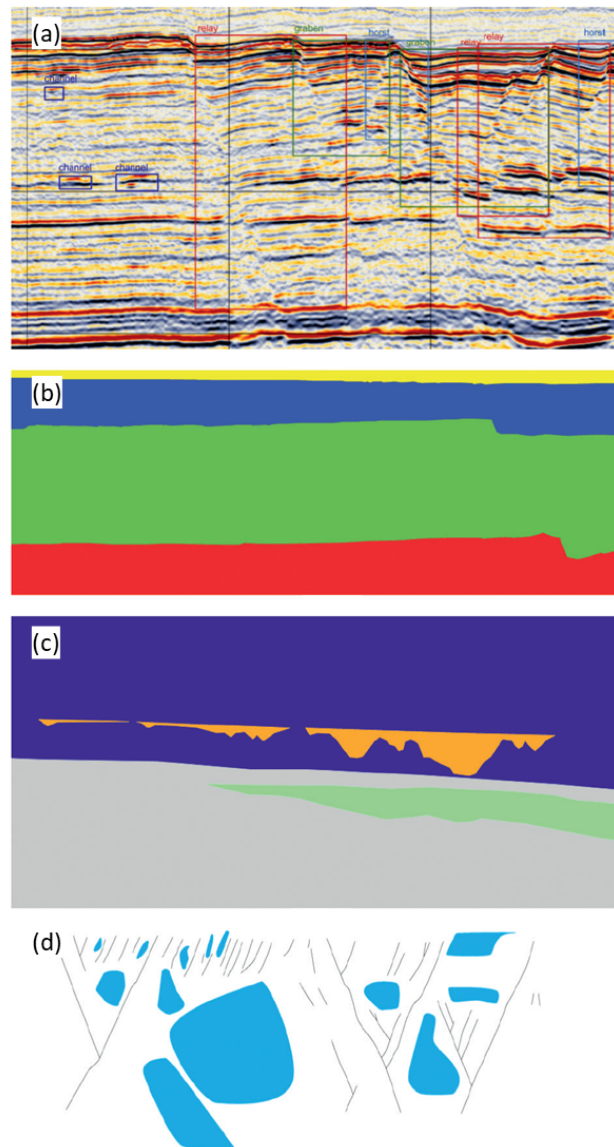 (a)
relay
graben
horst
graben
relay
relay
horst
channel
channel
channel
(b)
(c)
(d)